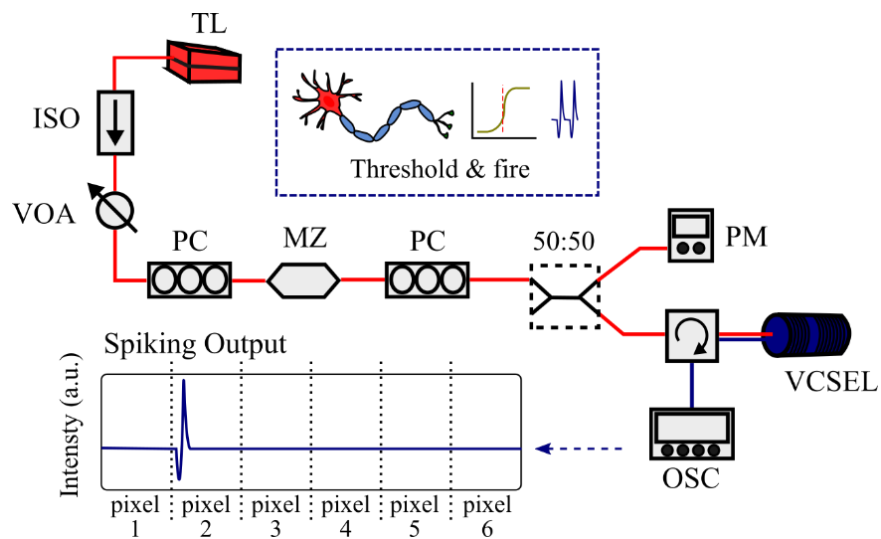 TL
ISO
Threshold & fire
VOA
PC
MZ
PC
50:50
PM
VCSEL
OSC
Spiking Output
Intensty (a.u.)
pixel 1
pixel 2
pixel 3
pixel 4
pixel 5
pixel 6